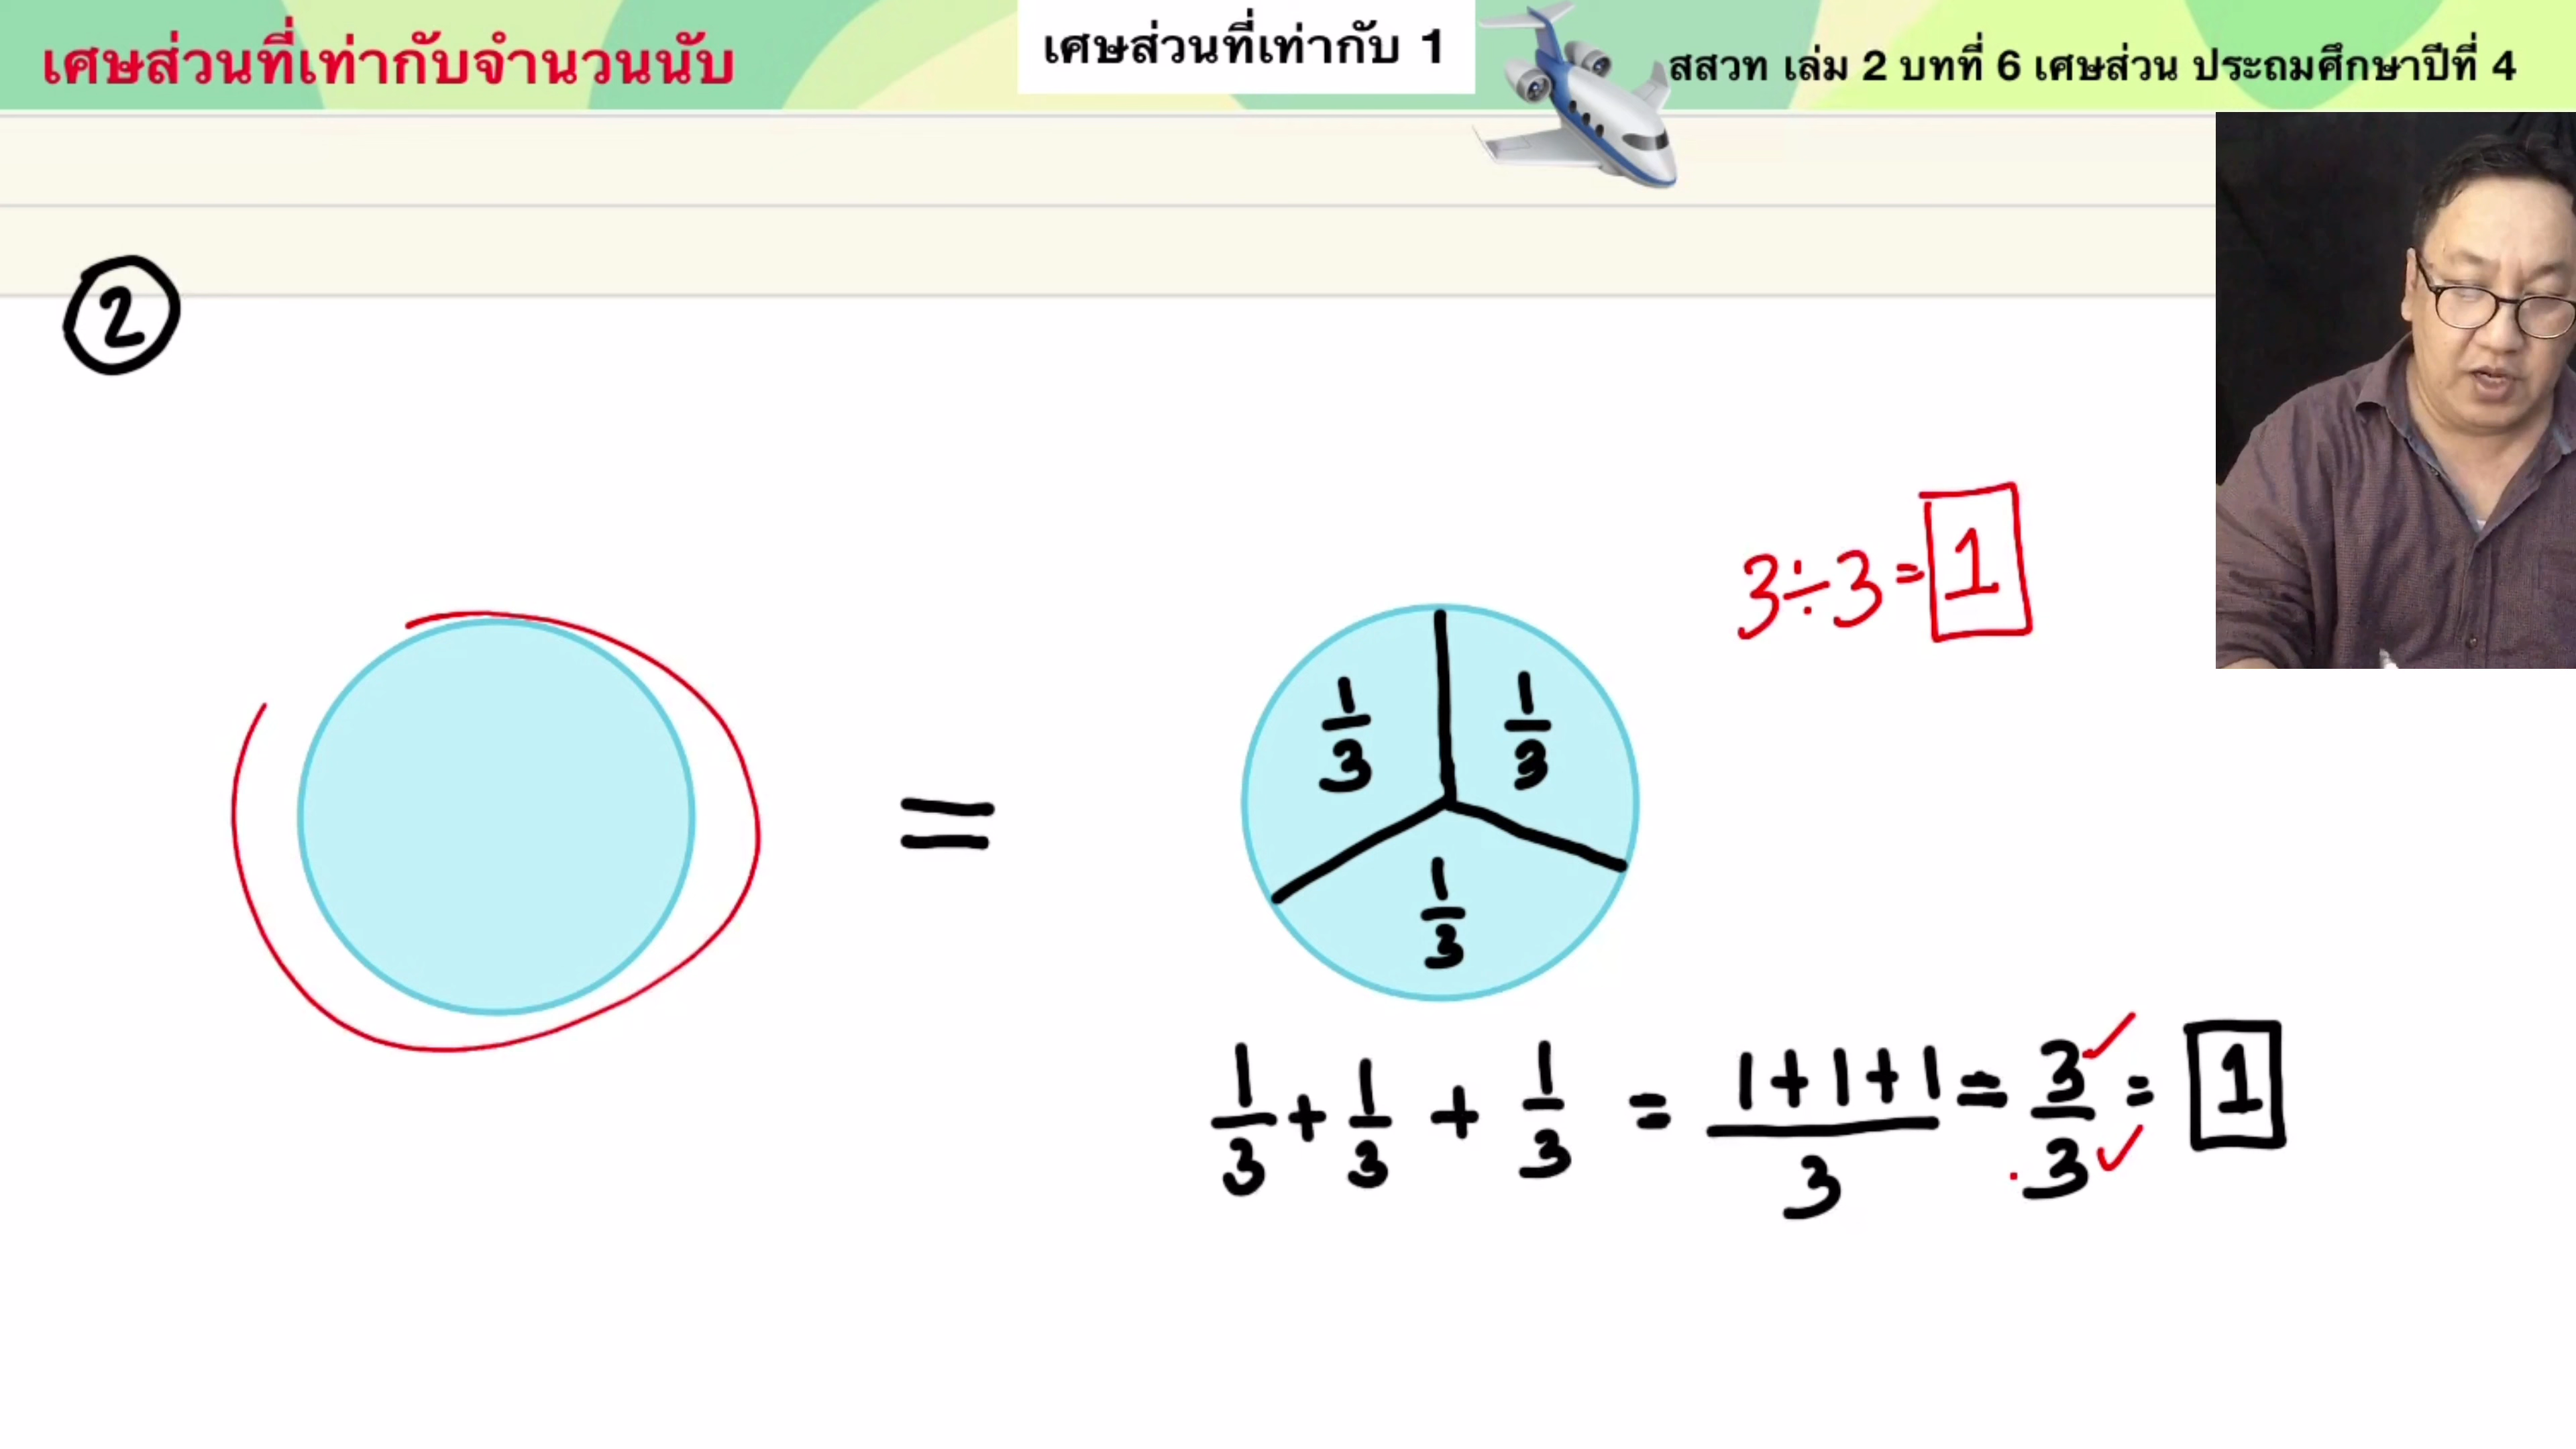 เศษส่วนที่เท่ากับจำนวนนับ
เศษส่วนที่เท่ากับ 1
สสวท เล่ม 2 บทที่ 6 เศษส่วน ประถมศึกษาปีที่ 4
2
3÷3=1
1/3 1/3
=
1/3
1/3 + 1/3 + 1/3 = 1+1+1/3 = 3/3 = 1